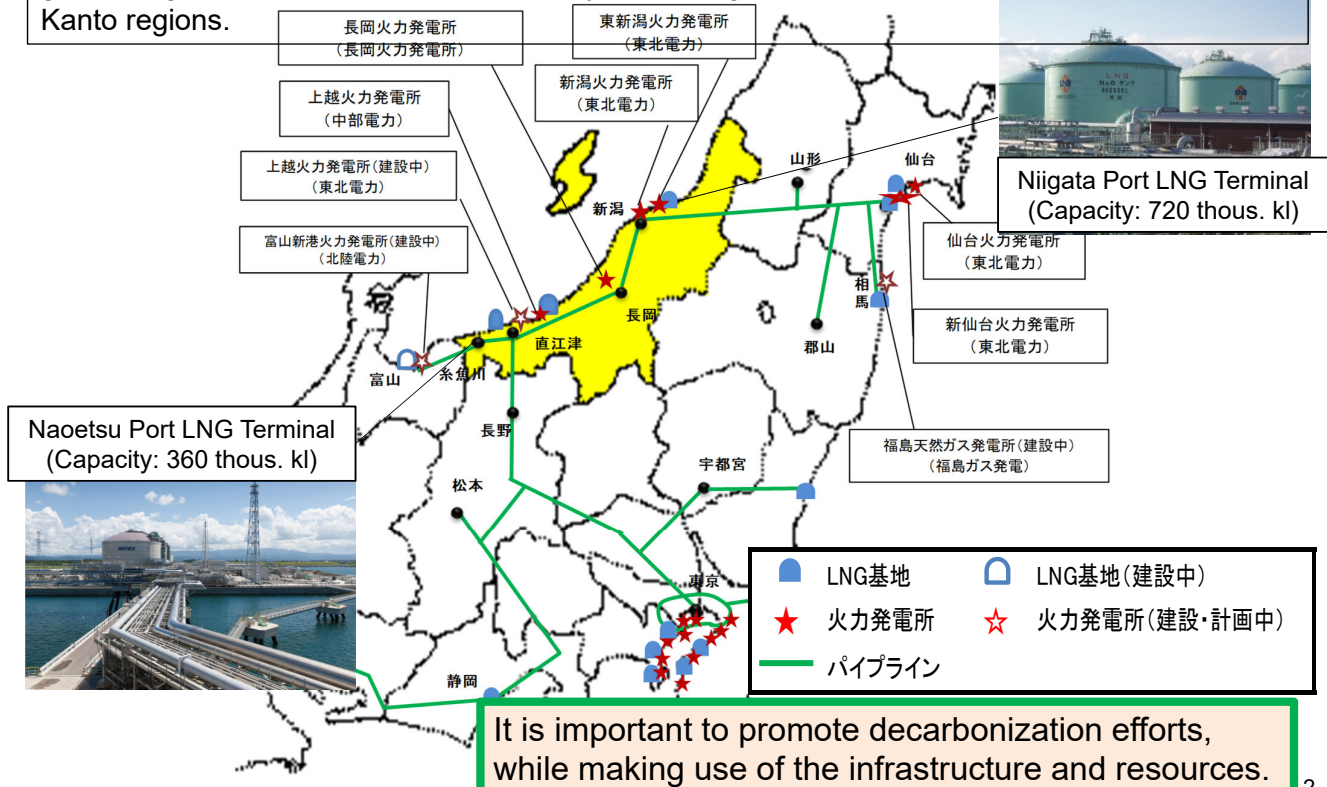 Kanto regions.
長岡火力発電所
(長岡火力発電所)
東新潟火力発電所
(東北電力)
新潟火力発電所
(東北電力)
上越火力発電所
(中部電力)
上越火力発電所(建設中)
(東北電力)
富山新港火力発電所(建設中)
(北陸電力)
LNG
Niigata Port LNG Terminal
(Capacity: 720 thous. kl)
山形
仙台
新潟
仙台火力発電所
(東北電力)
相馬
長岡
新仙台火力発電所
(東北電力)
直江津
郡山
富山
糸魚川
Naoetsu Port LNG Terminal
(Capacity: 360 thous. kl)
長野
福島天然ガス発電所(建設中)
(福島ガス発電)
宇都宮
松本
INPEX
東京
静岡
LNG基地
LNG基地(建設中)
火力発電所
火力発電所(建設・計画中)
パイプライン
It is important to promote decarbonization efforts,
while making use of the infrastructure and resources.
2